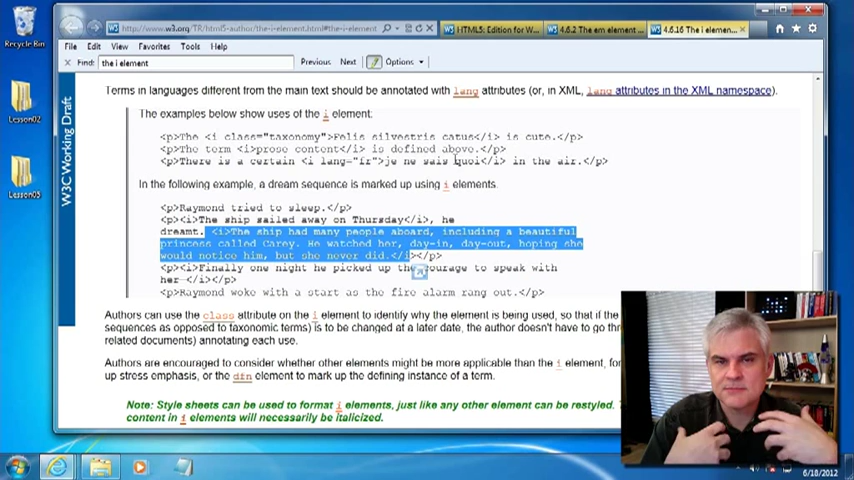 Recycle Bin
Lesson02
Lesson03
http://www.w3.org/TR/html5-author/the-i-element.html#the-i-element
HTML5: Edition for W...
4.6.2 The em element ...
4.6.16 The i elemen...
File Edit View Favorites Tools Help
Find: the i element Previous Next Options
W3C Working Draft
Terms in languages different from the main text should be annotated with lang attributes (or, in XML, lang attributes in the XML namespace).
The examples below show uses of the i element:
<p>The <i class="taxonomy">Felis silvestris catus</i> is cute.</p>
<p>The term <i>prose content</i> is defined above.</p>
<p>There is a certain <i lang="fr">je ne sais quoi</i> in the air.</p>
In the following example, a dream sequence is marked up using i elements.
<p>Raymond tried to sleep.</p>
<p><i>The ship sailed away on Thursday</i>, he
dreamt. <i>The ship had many people aboard, including a beautiful
princess called Carey. He watched her, day-in, day-out, hoping she
would notice him, but she never did.</i></p>
<p><i>Finally one night he picked up the courage to speak with
her—</i></p>
<p>Raymond woke with a start as the fire alarm rang out.</p>
Authors can use the class attribute on the i element to identify why the element is being used, so that if the
sequences as opposed to taxonomic terms) is to be changed at a later date, the author doesn't have to go thr
related documents) annotating each use.
Authors are encouraged to consider whether other elements might be more applicable than the i element, for
up stress emphasis, or the dfn element to mark up the defining instance of a term.
Note: Style sheets can be used to format i elements, just like any other element can be restyled. T
content in i elements will necessarily be italicized.
6/18/2012